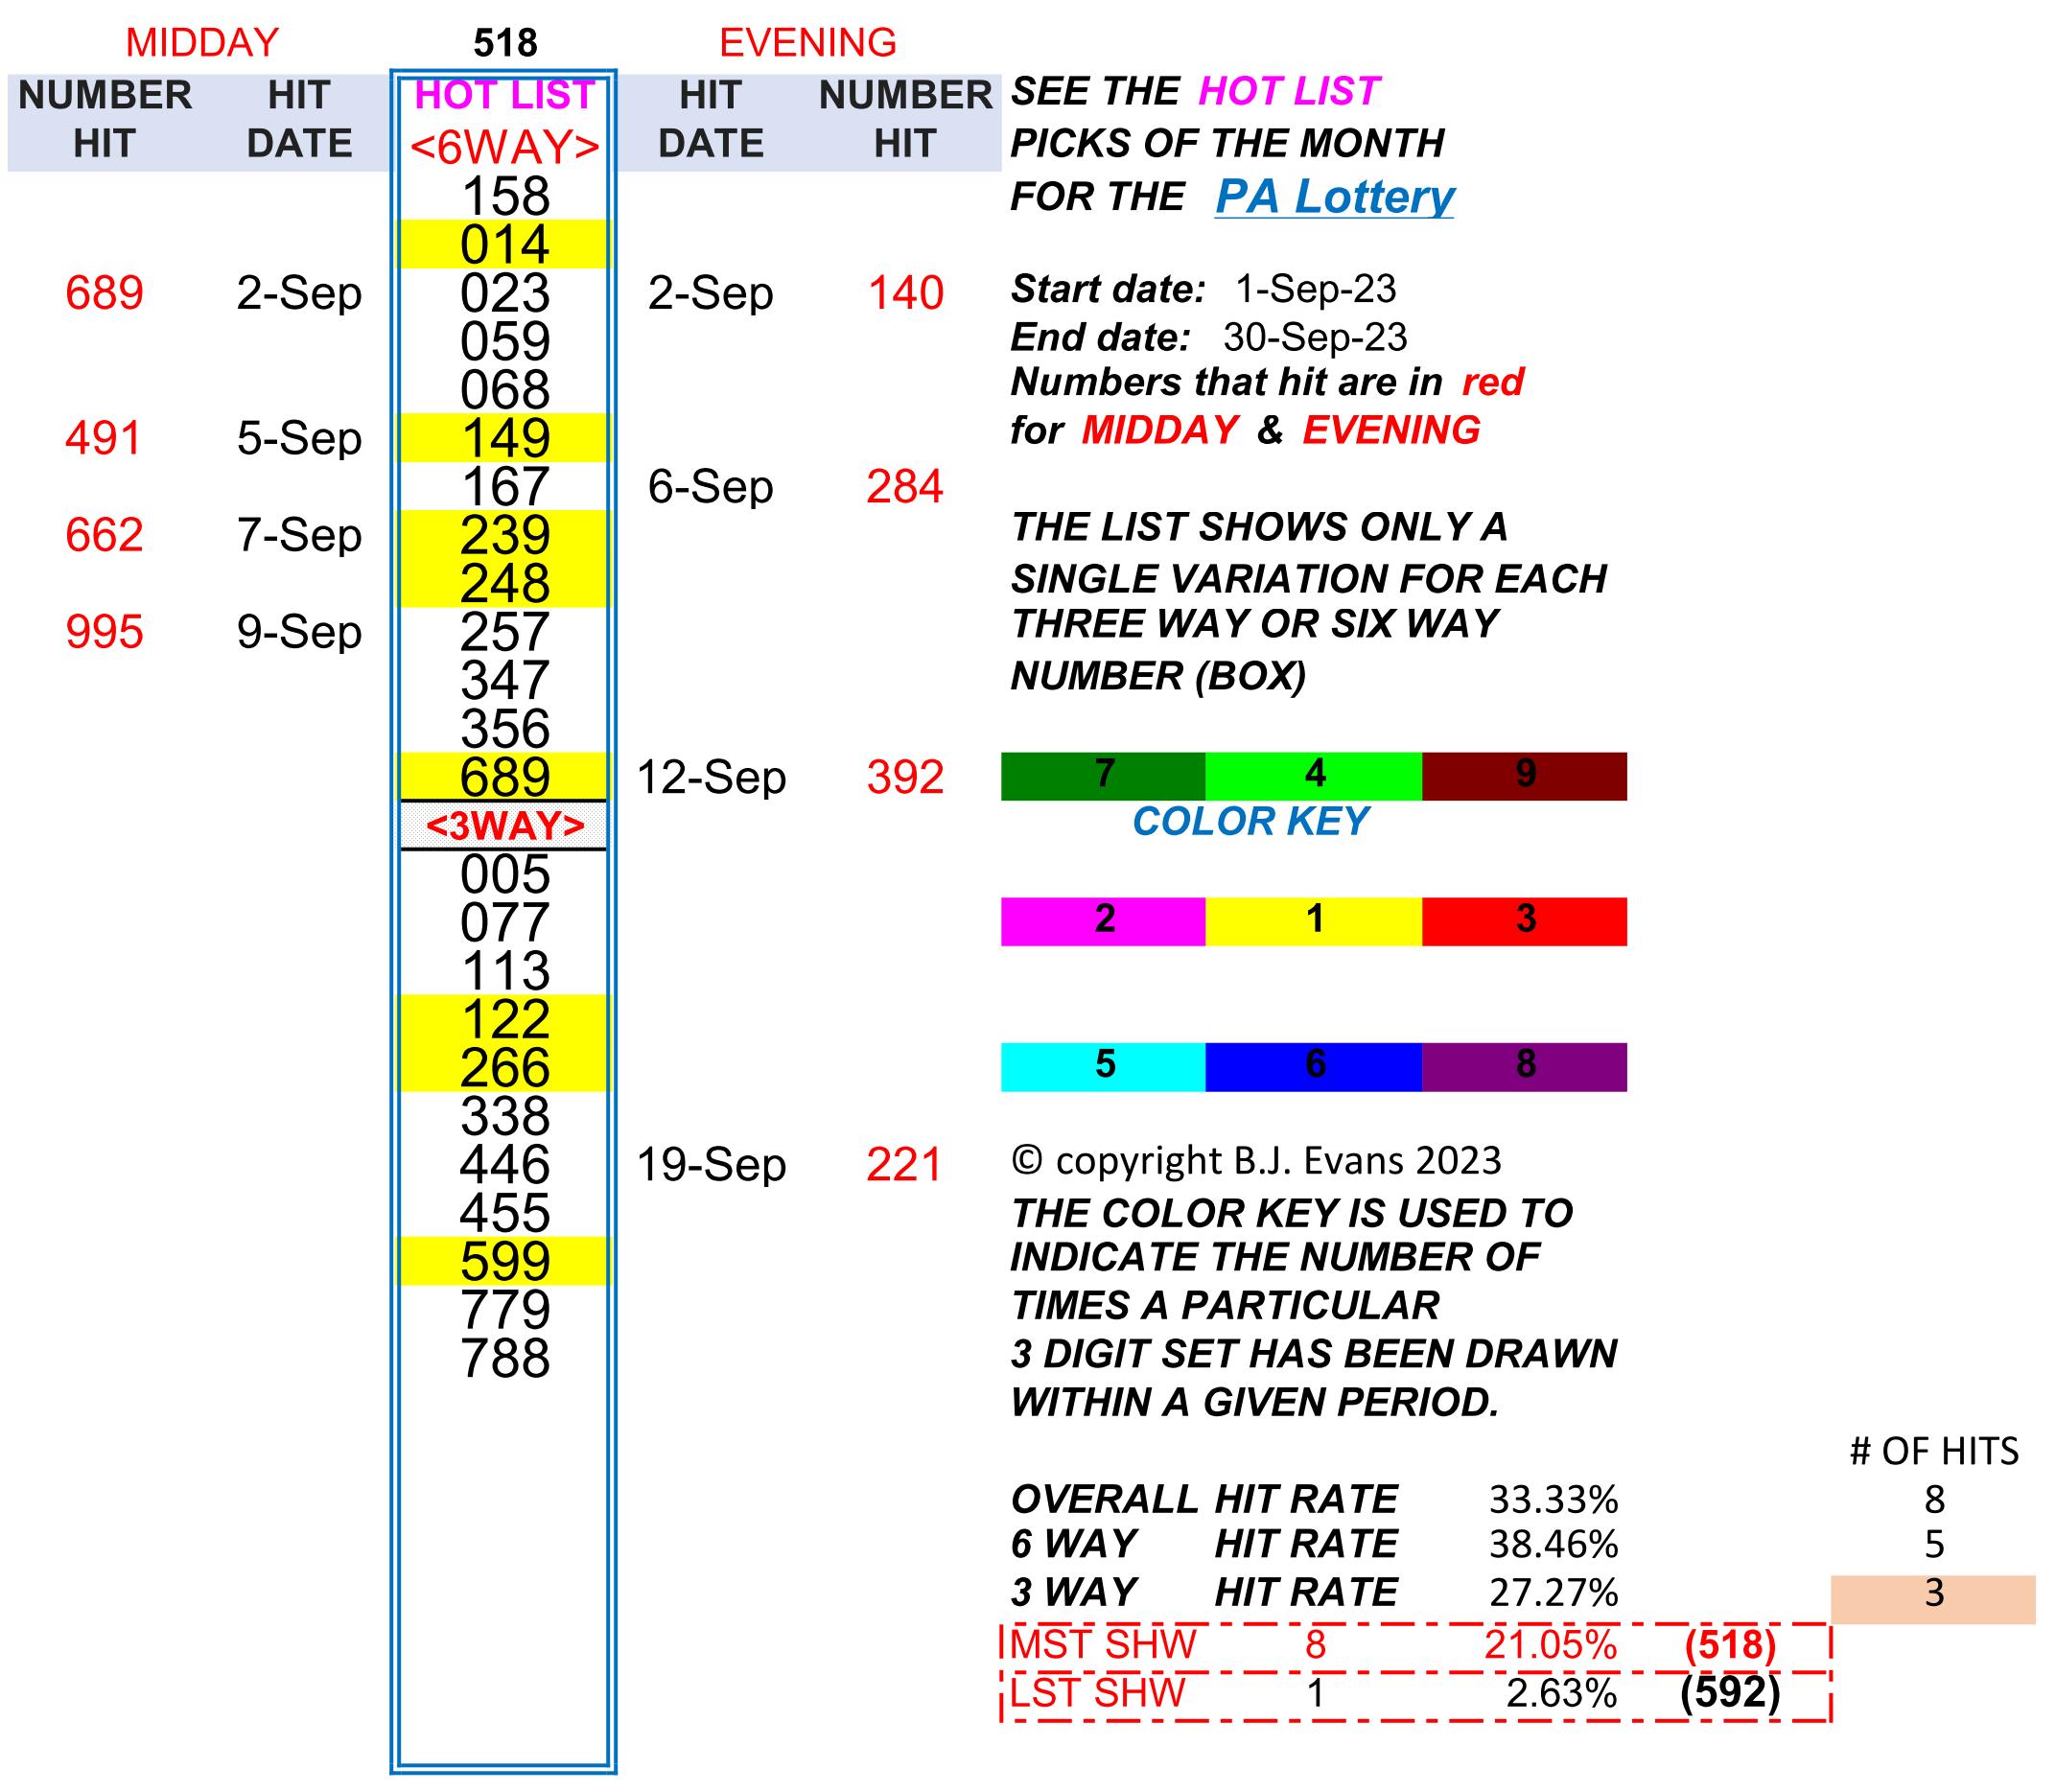 MIDDAY 518 EVENING
NUMBER HIT HOT LIST HIT NUMBER SEE THE HOT LIST
HIT DATE <6WAY> DATE HIT PICKS OF THE MONTH
158 FOR THE PA Lottery
014
689 2-Sep 023 2-Sep 140 Start date: 1-Sep-23
059 End date: 30-Sep-23
068 Numbers that hit are in red
491 5-Sep 149 for MIDDAY & EVENING
167 6-Sep 284
662 7-Sep 239 THE LIST SHOWS ONLY A
248 SINGLE VARIATION FOR EACH
995 9-Sep 257 THREE WAY OR SIX WAY
347 NUMBER (BOX)
356
689 12-Sep 392 7 4 9
<3WAY> COLOR KEY
005
077 2 1 3
113
122
266 5 6 8
338
446 19-Sep 221 © copyright B.J. Evans 2023
455 THE COLOR KEY IS USED TO
599 INDICATE THE NUMBER OF
779 TIMES A PARTICULAR
788 3 DIGIT SET HAS BEEN DRAWN
WITHIN A GIVEN PERIOD.
# OF HITS
OVERALL HIT RATE 33.33% 8
6 WAY HIT RATE 38.46% 5
3 WAY HIT RATE 27.27% 3
MST SHW 8 21.05% (518)
LST SHW 1 2.63% (592)